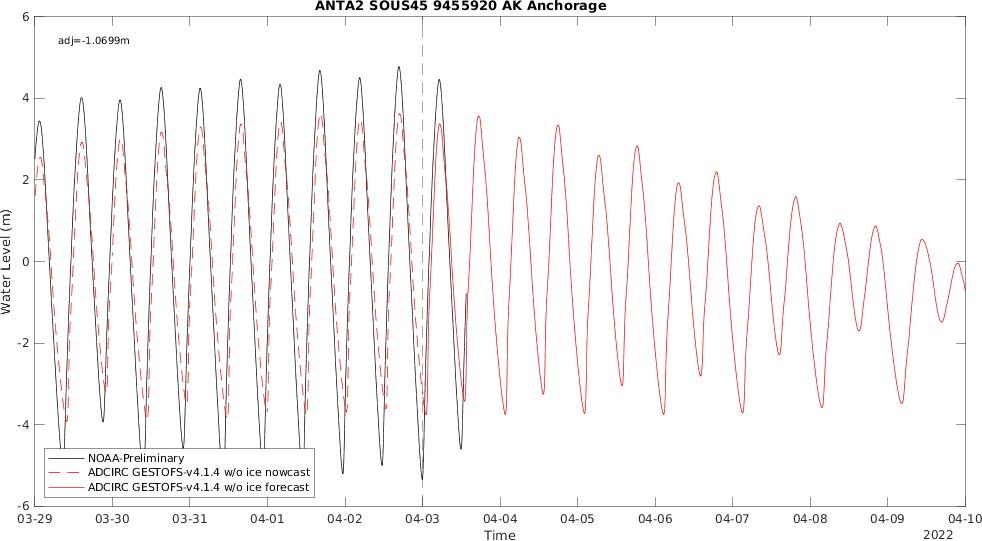 ANTA2 SOUS45 9455920 AK Anchorage
adj=-1.0699m
6
4
2
0
-2
-4
-6
Water Level (m)
NOAA-Preliminary
ADCIRC GESTOFS-v4.1.4 w/o ice nowcast
ADCIRC GESTOFS-v4.1.4 w/o ice forecast
03-29 03-30 03-31 04-01 04-02 04-03 04-04 04-05 04-06 04-07 04-08 04-09 04-10
Time
2022